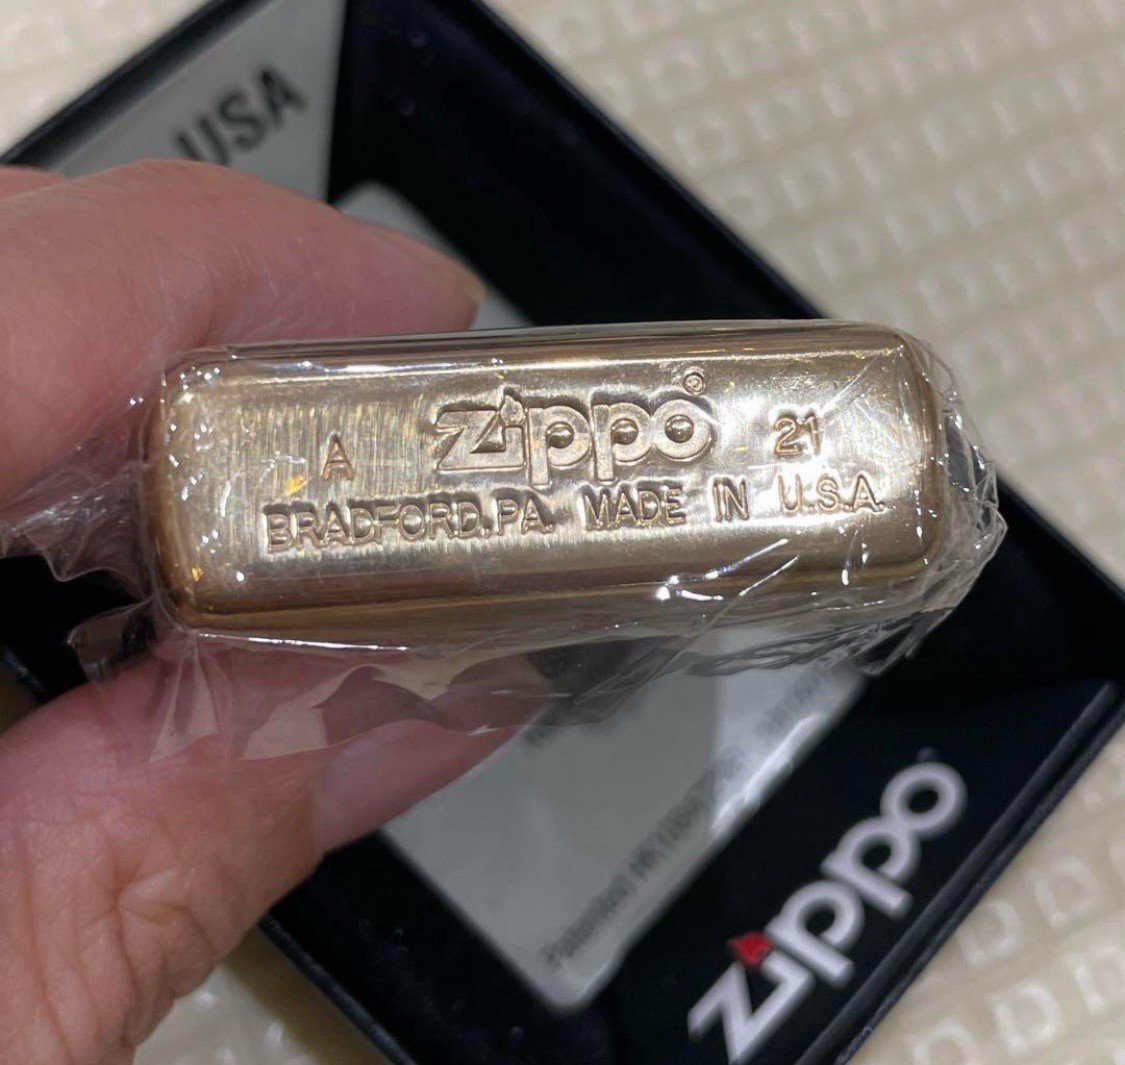 USA
Zippo®
A 21
BRADFORD.PA. MADE IN U.S.A.
zippo